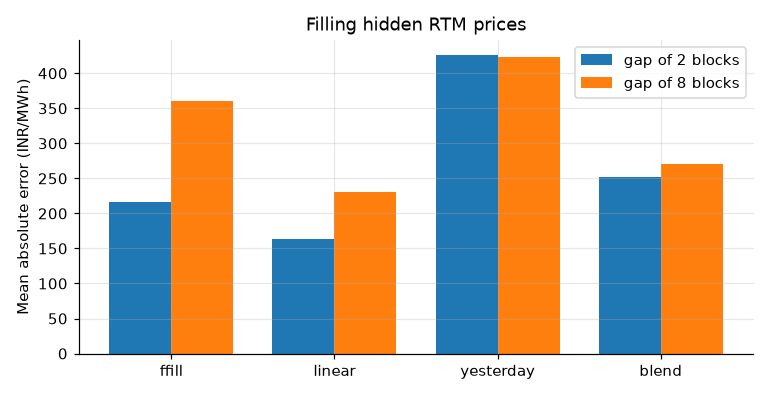 Filling hidden RTM prices
Mean absolute error (INR/MWh)
400
350
300
250
200
150
100
50
0
gap of 2 blocks
gap of 8 blocks
ffill
linear
yesterday
blend